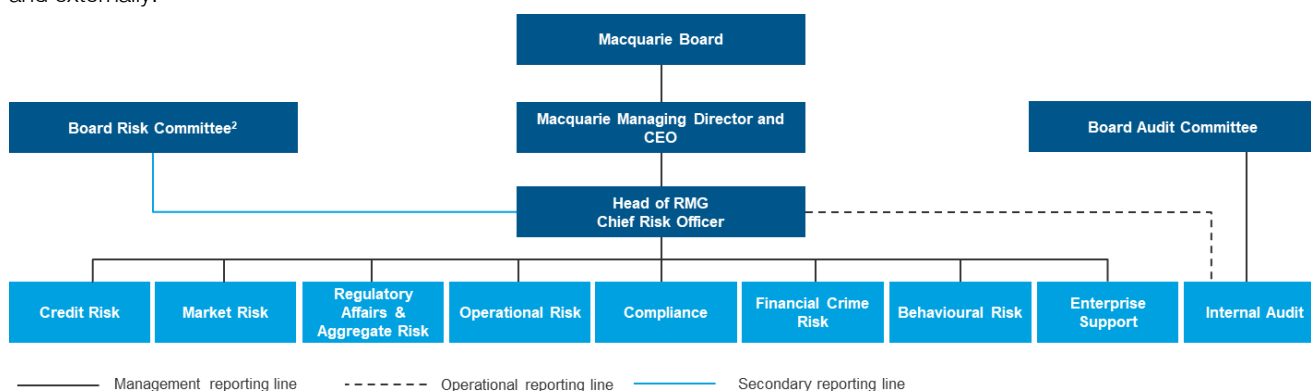 and externally.
Macquarie Board
Board Risk Committee²
Macquarie Managing Director and
CEO
Board Audit Committee
Head of RMG
Chief Risk Officer
Credit Risk
Market Risk
Regulatory
Affairs &
Aggregate Risk
Operational Risk
Compliance
Financial Crime
Risk
Behavioural Risk
Enterprise
Support
Internal Audit
Management reporting line
Operational reporting line
Secondary reporting line